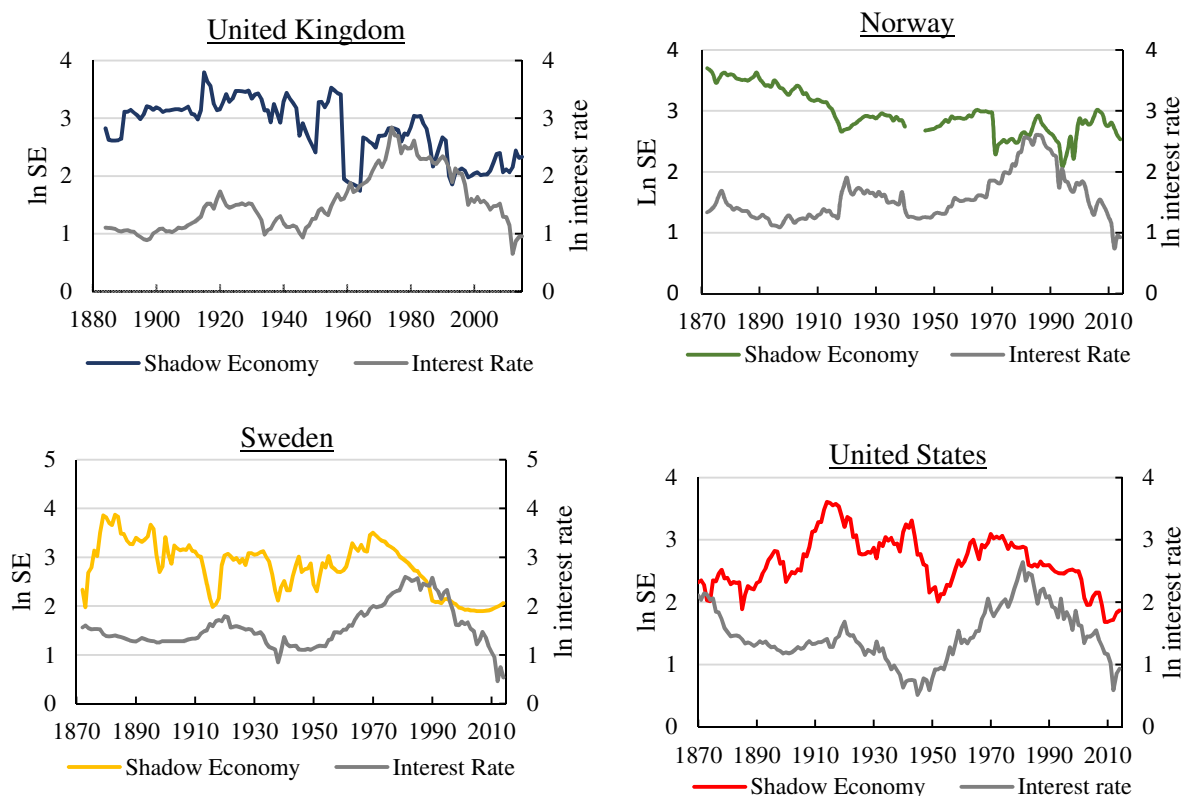 United Kingdom
4
3
2
1
0
ln SE
4
3
2
1
0
ln interest rate
1880 1900 1920 1940 1960 1980 2000
Shadow Economy Interest Rate
Norway
4
3
2
1
0
Ln SE
4
3
2
1
0
ln interest rate
1870 1890 1910 1930 1950 1970 1990 2010
Shadow Economy Interest Rate
Sweden
5
4
3
2
1
0
ln SE
5
4
3
2
1
0
ln interest rate
1870 1890 1910 1930 1950 1970 1990 2010
Shadow Economy Interest Rate
United States
4
3
2
1
0
ln SE
4
3
2
1
0
ln interest rate
1870 1890 1910 1930 1950 1970 1990 2010
Shadow Economy Interest rate